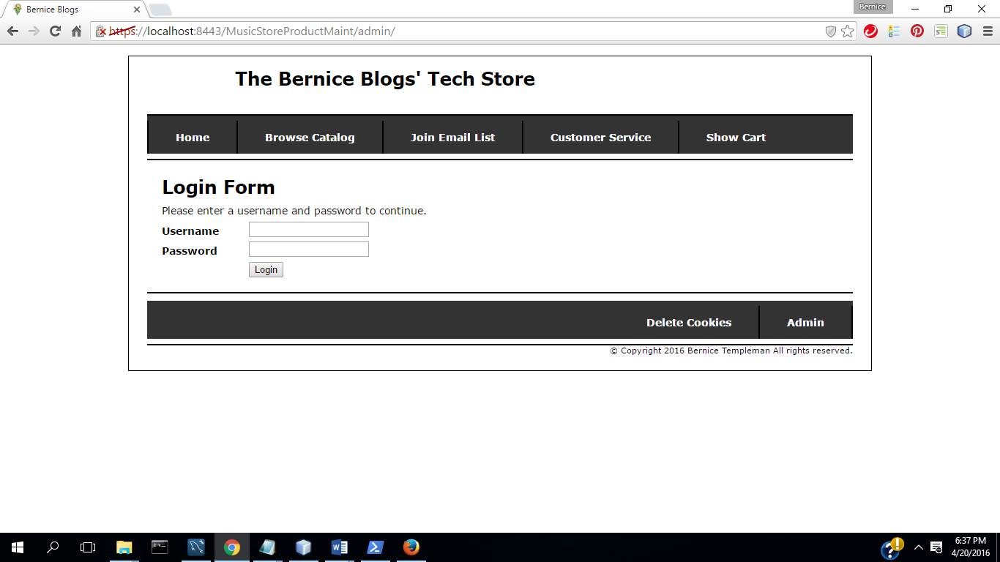 Bernice Blogs
Bernice
https://localhost:8443/MusicStoreProductMaint/admin/
The Bernice Blogs' Tech Store
Home Browse Catalog Join Email List Customer Service Show Cart
Login Form
Please enter a username and password to continue.
Username
Password
Login
Delete Cookies Admin
© Copyright 2016 Bernice Templeman All rights reserved.
6:37 PM
4/20/2016